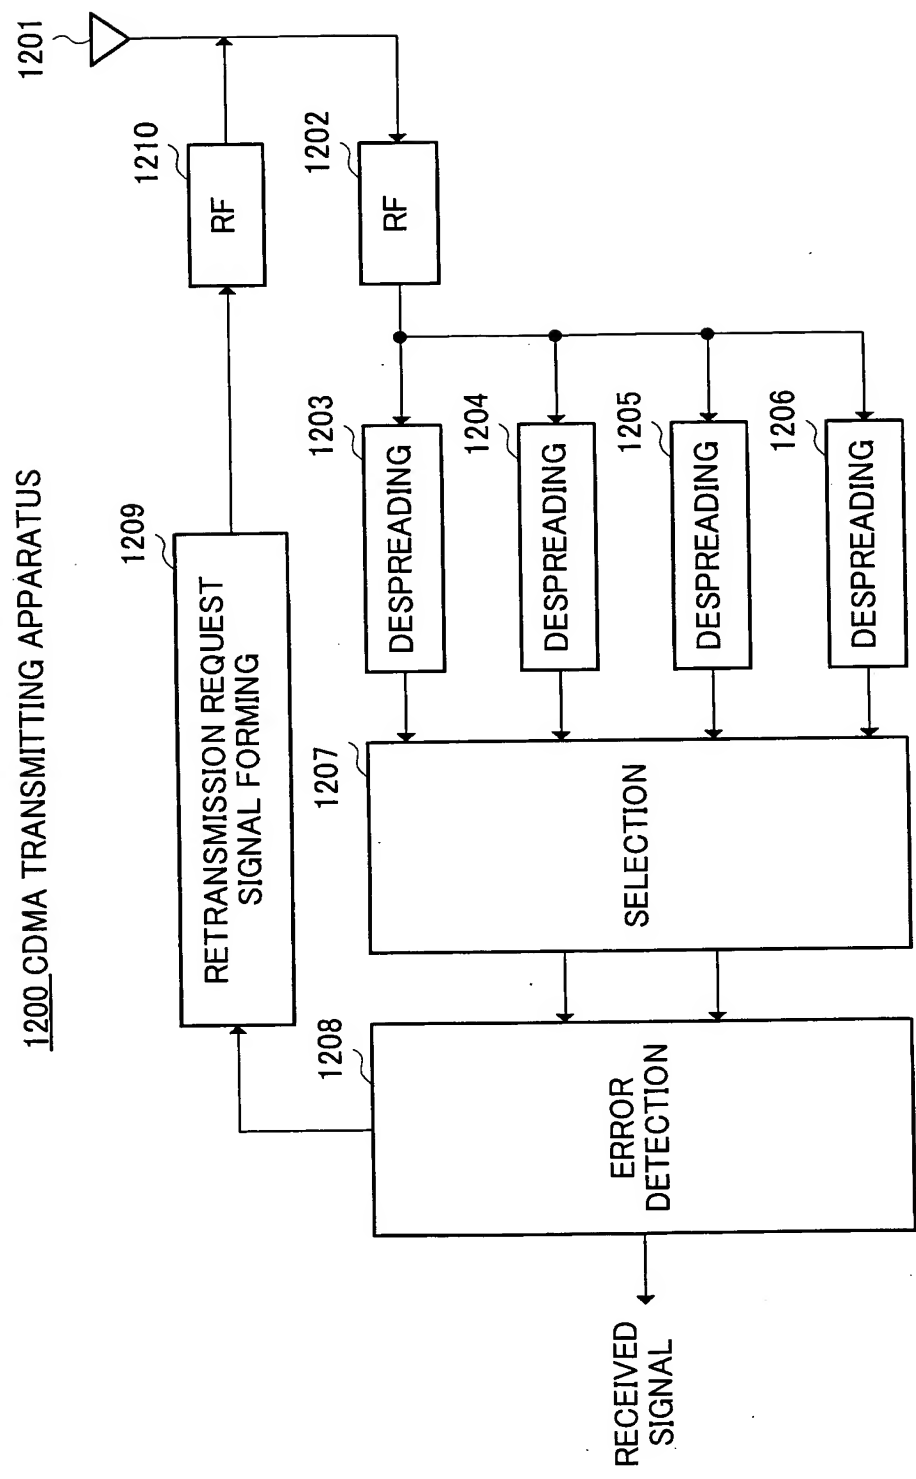 1200 CDMA TRANSMITTING APPARATUS
1209
RETRANSMISSION REQUEST
SIGNAL FORMING
1210
RF
1201
1208
ERROR
DETECTION
1207
SELECTION
1203
DESPREADING
1204
DESPREADING
1205
DESPREADING
1206
DESPREADING
1202
RF
RECEIVED
SIGNAL